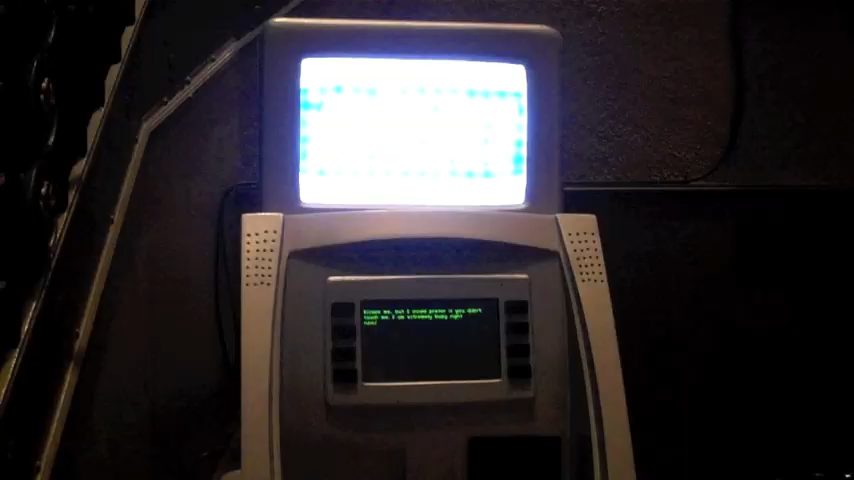 Excuse me, but I would prefer if you didn't
touch me. I am extremely busy right
now!